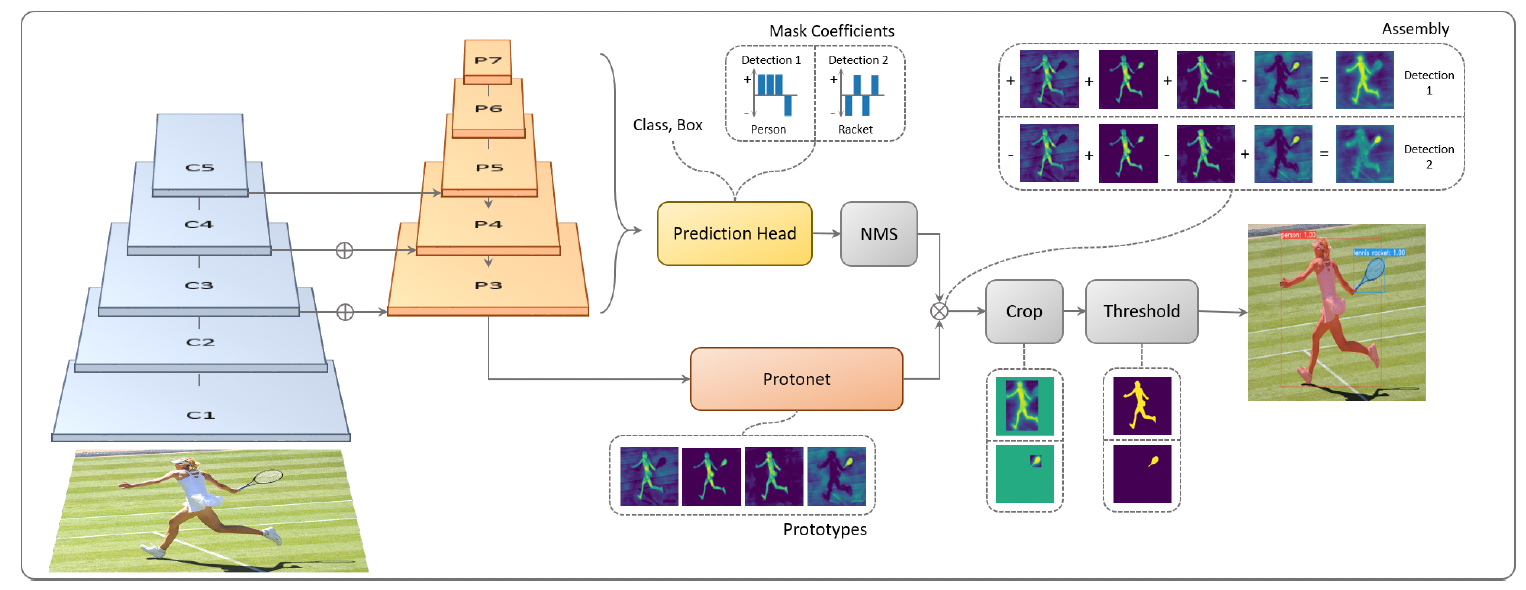 Mask Coefficients
Assembly
P7
P6
P5
P4
P3
C5
C4
C3
C2
C1
Class, Box
Detection 1
+
-
Person
Detection 2
+
-
Racket
+ + + - = Detection
1
- + - + = Detection
2
Prediction Head
NMS
person: 1.00
tennis racket: 1.00
Crop
Threshold
Protonet
Prototypes